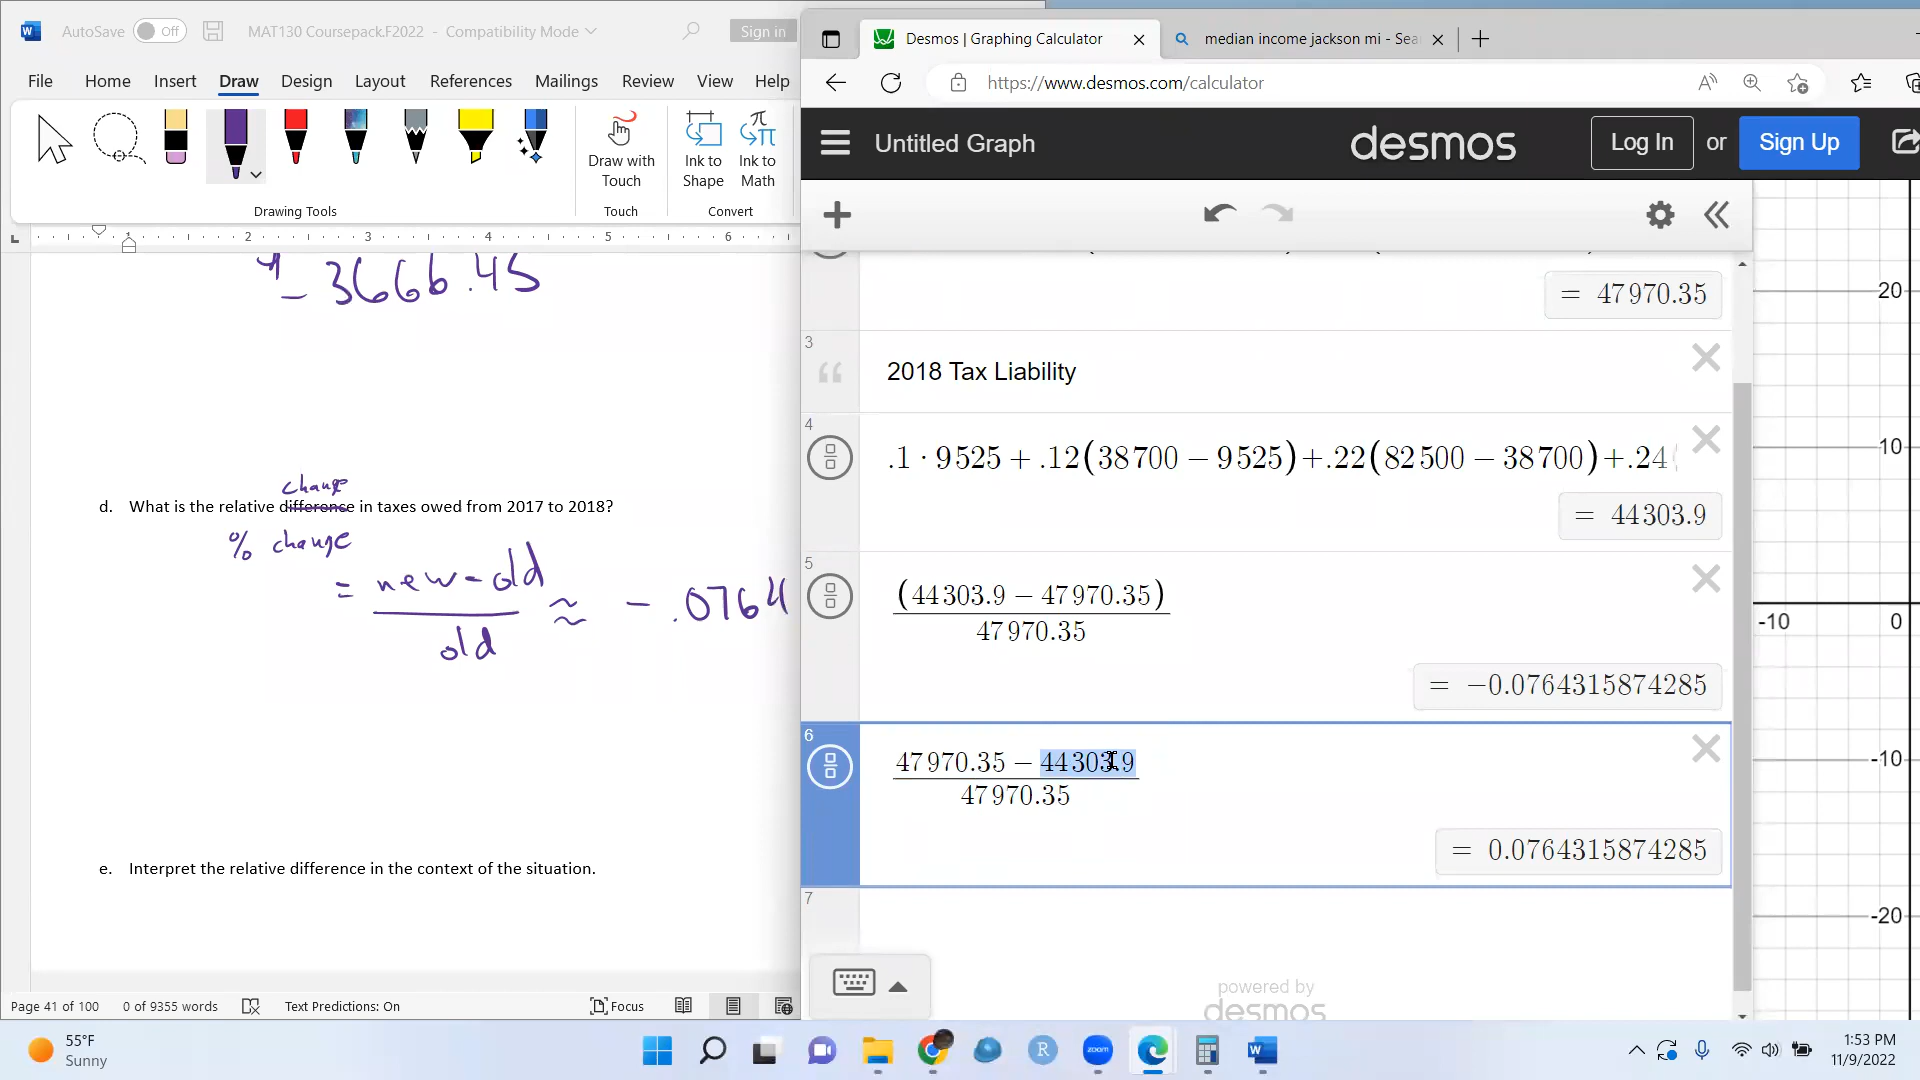 AutoSave Off MAT130 Coursepack.F2022 - Compatibility Mode Sign in
File Home Insert Draw Design Layout References Mailings Review View Help
Draw with Touch
Ink to Shape
Ink to Math
Drawing Tools
Touch
Convert
1 2 3 4 5 6
- 3666.45
change
d. What is the relative difference in taxes owed from 2017 to 2018?
% change
= new - old / old ≈ - .0764
e. Interpret the relative difference in the context of the situation.
Page 41 of 100 0 of 9355 words Text Predictions: On Focus
Desmos | Graphing Calculator
median income jackson mi - Sea
https://www.desmos.com/calculator
Untitled Graph desmos Log In or Sign Up
= 47970.35
3
2018 Tax Liability
4
.1 · 9525 + .12(38700 − 9525) + .22(82500 − 38700) + .24
= 44303.9
5
(44303.9 − 47970.35)
47970.35
= −0.0764315874285
6
47970.35 − 44303.9
47970.35
= 0.0764315874285
7
powered by
desmos
20
10
-10 0
-10
-20
55°F
Sunny
zoom
1:53 PM
11/9/2022